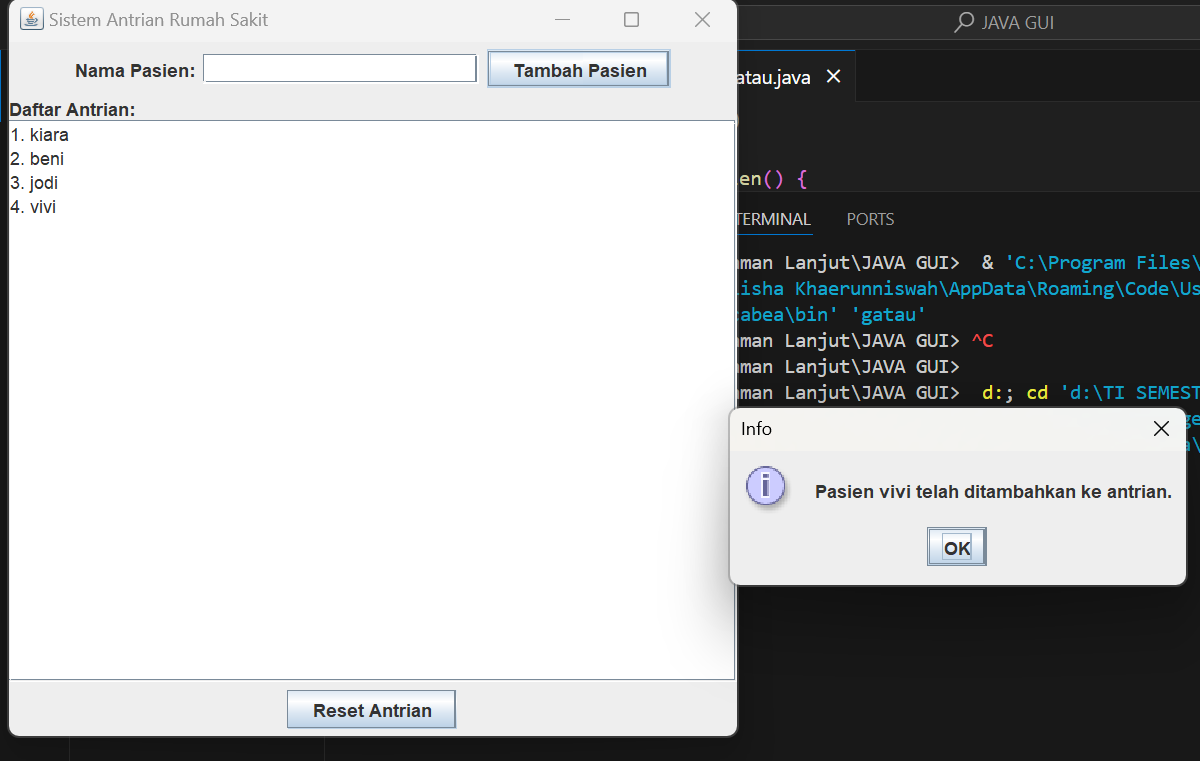 Sistem Antrian Rumah Sakit
JAVA GUI
Nama Pasien:
Tambah Pasien
atau.java
Daftar Antrian:
1. kiara
2. beni
3. jodi
4. vivi
en() {
TERMINAL PORTS
man Lanjut\JAVA GUI> & 'C:\Program Files\
isha Khaerunniswah\AppData\Roaming\Code\Us
abea\bin' 'gatau'
man Lanjut\JAVA GUI> ^C
man Lanjut\JAVA GUI>
man Lanjut\JAVA GUI> d:; cd 'd:\TI SEMEST
Info
Pasien vivi telah ditambahkan ke antrian.
OK
Reset Antrian